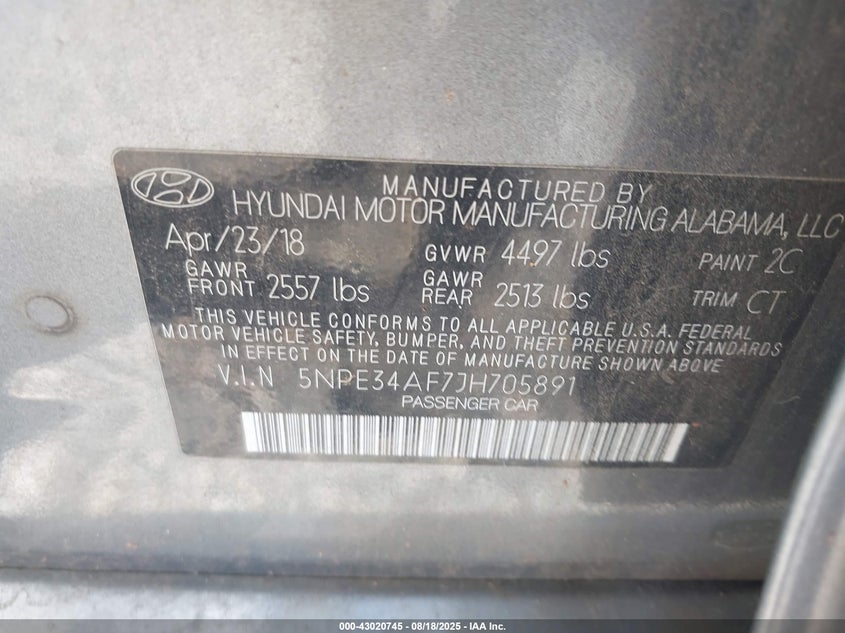 MANUFACTURED BY
HYUNDAI MOTOR MANUFACTURING ALABAMA, LLC
Apr/23/18 GVWR 4497 lbs PAINT 2C
GAWR FRONT 2557 lbs GAWR REAR 2513 lbs TRIM CT
THIS VEHICLE CONFORMS TO ALL APPLICABLE U.S.A. FEDERAL
MOTOR VEHICLE SAFETY, BUMPER, AND THEFT PREVENTION STANDARDS
IN EFFECT ON THE DATE OF MANUFACTURE SHOWN ABOVE
V.I.N 5NPE34AF7JH705891
PASSENGER CAR
000-43020745 - 08/18/2025 - IAA Inc.